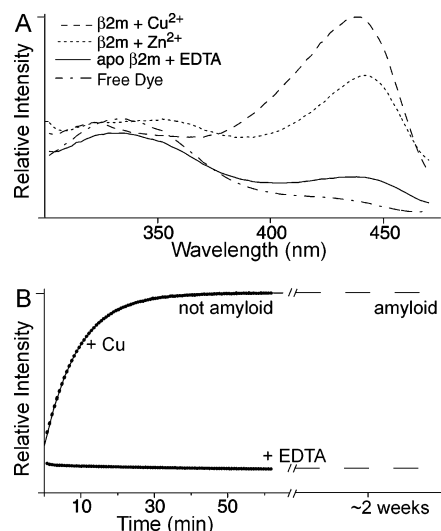 A
β2m + Cu2+
β2m + Zn2+
apo β2m + EDTA
Free Dye
Relative Intensity
350 400 450
Wavelength (nm)
B
not amyloid amyloid
+ Cu
Relative Intensity
+ EDTA
10 30 50 ~2 weeks
Time (min)